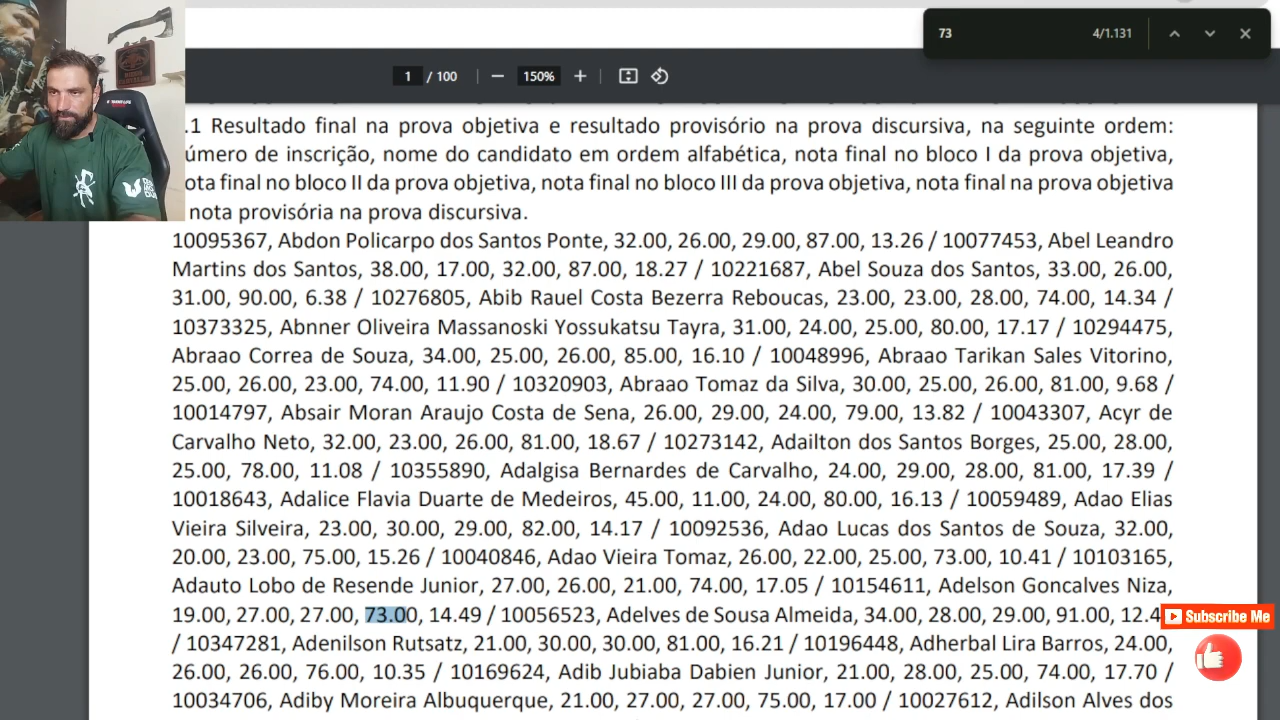 73
4/1.131
1 / 100
150%
.1 Resultado final na prova objetiva e resultado provisório na prova discursiva, na seguinte ordem:
úmero de inscrição, nome do candidato em ordem alfabética, nota final no bloco I da prova objetiva,
ota final no bloco II da prova objetiva, nota final no bloco III da prova objetiva, nota final na prova objetiva
nota provisória na prova discursiva.
10095367, Abdon Policarpo dos Santos Ponte, 32.00, 26.00, 29.00, 87.00, 13.26 / 10077453, Abel Leandro
Martins dos Santos, 38.00, 17.00, 32.00, 87.00, 18.27 / 10221687, Abel Souza dos Santos, 33.00, 26.00,
31.00, 90.00, 6.38 / 10276805, Abib Rauel Costa Bezerra Reboucas, 23.00, 23.00, 28.00, 74.00, 14.34 /
10373325, Abnner Oliveira Massanoski Yossukatsu Tayra, 31.00, 24.00, 25.00, 80.00, 17.17 / 10294475,
Abraao Correa de Souza, 34.00, 25.00, 26.00, 85.00, 16.10 / 10048996, Abraao Tarikan Sales Vitorino,
25.00, 26.00, 23.00, 74.00, 11.90 / 10320903, Abraao Tomaz da Silva, 30.00, 25.00, 26.00, 81.00, 9.68 /
10014797, Absair Moran Araujo Costa de Sena, 26.00, 29.00, 24.00, 79.00, 13.82 / 10043307, Acyr de
Carvalho Neto, 32.00, 23.00, 26.00, 81.00, 18.67 / 10273142, Adailton dos Santos Borges, 25.00, 28.00,
25.00, 78.00, 11.08 / 10355890, Adalgisa Bernardes de Carvalho, 24.00, 29.00, 28.00, 81.00, 17.39 /
10018643, Adalice Flavia Duarte de Medeiros, 45.00, 11.00, 24.00, 80.00, 16.13 / 10059489, Adao Elias
Vieira Silveira, 23.00, 30.00, 29.00, 82.00, 14.17 / 10092536, Adao Lucas dos Santos de Souza, 32.00,
20.00, 23.00, 75.00, 15.26 / 10040846, Adao Vieira Tomaz, 26.00, 22.00, 25.00, 73.00, 10.41 / 10103165,
Adauto Lobo de Resende Junior, 27.00, 26.00, 21.00, 74.00, 17.05 / 10154611, Adelson Goncalves Niza,
19.00, 27.00, 27.00, 73.00, 14.49 / 10056523, Adelves de Sousa Almeida, 34.00, 28.00, 29.00, 91.00, 12.4
Subscribe Me
/ 10347281, Adenilson Rutsatz, 21.00, 30.00, 30.00, 81.00, 16.21 / 10196448, Adherbal Lira Barros, 24.00,
26.00, 26.00, 76.00, 10.35 / 10169624, Adib Jubiaba Dabien Junior, 21.00, 28.00, 25.00, 74.00, 17.70 /
10034706, Adiby Moreira Albuquerque, 21.00, 27.00, 27.00, 75.00, 17.00 / 10027612, Adilson Alves dos